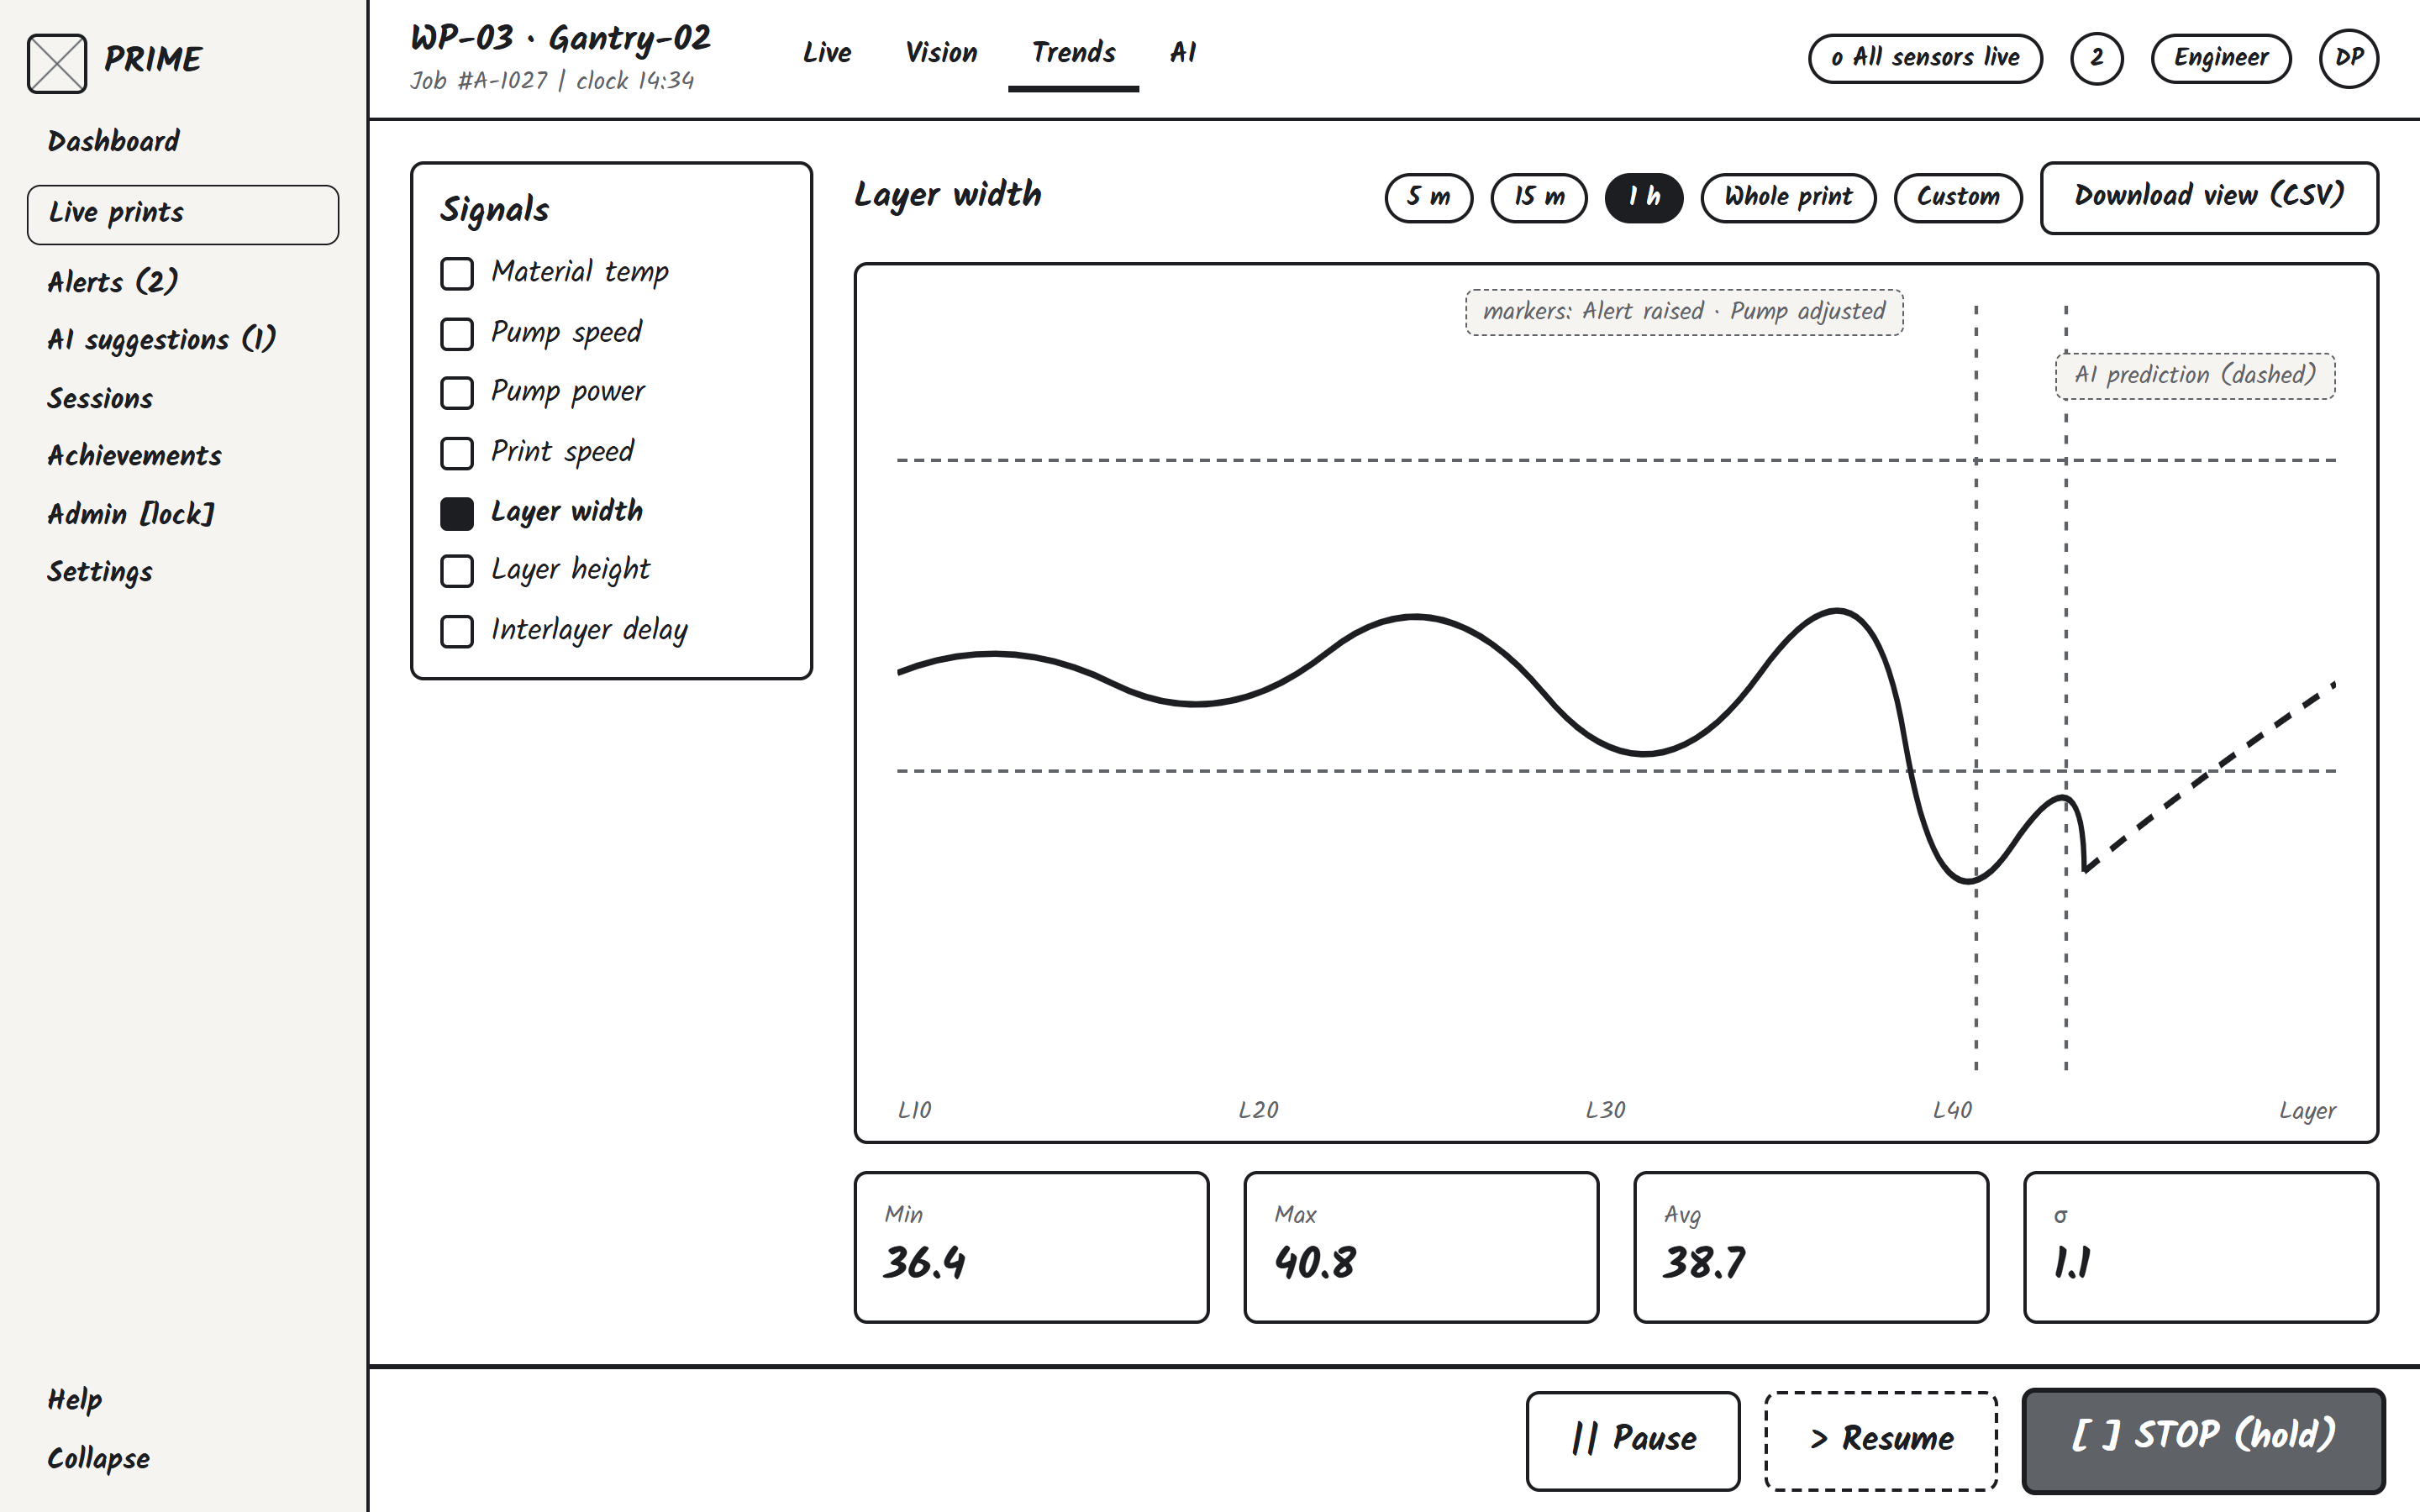 PRIME
Dashboard
Live prints
Alerts (2)
AI suggestions (1)
Sessions
Achievements
Admin [lock]
Settings
Help
Collapse
WP-03 · Gantry-02
Job #A-1027 | clock 14:34
Live
Vision
Trends
AI
o All sensors live
2
Engineer
DP
Signals
Material temp
Pump speed
Pump power
Print speed
Layer width
Layer height
Interlayer delay
Layer width
5 m
15 m
1 h
Whole print
Custom
Download view (CSV)
markers: Alert raised · Pump adjusted
AI prediction (dashed)
L10
L20
L30
L40
Layer
Min
36.4
Max
40.8
Avg
38.7
σ
1.1
|| Pause
> Resume
[ ] STOP (hold)